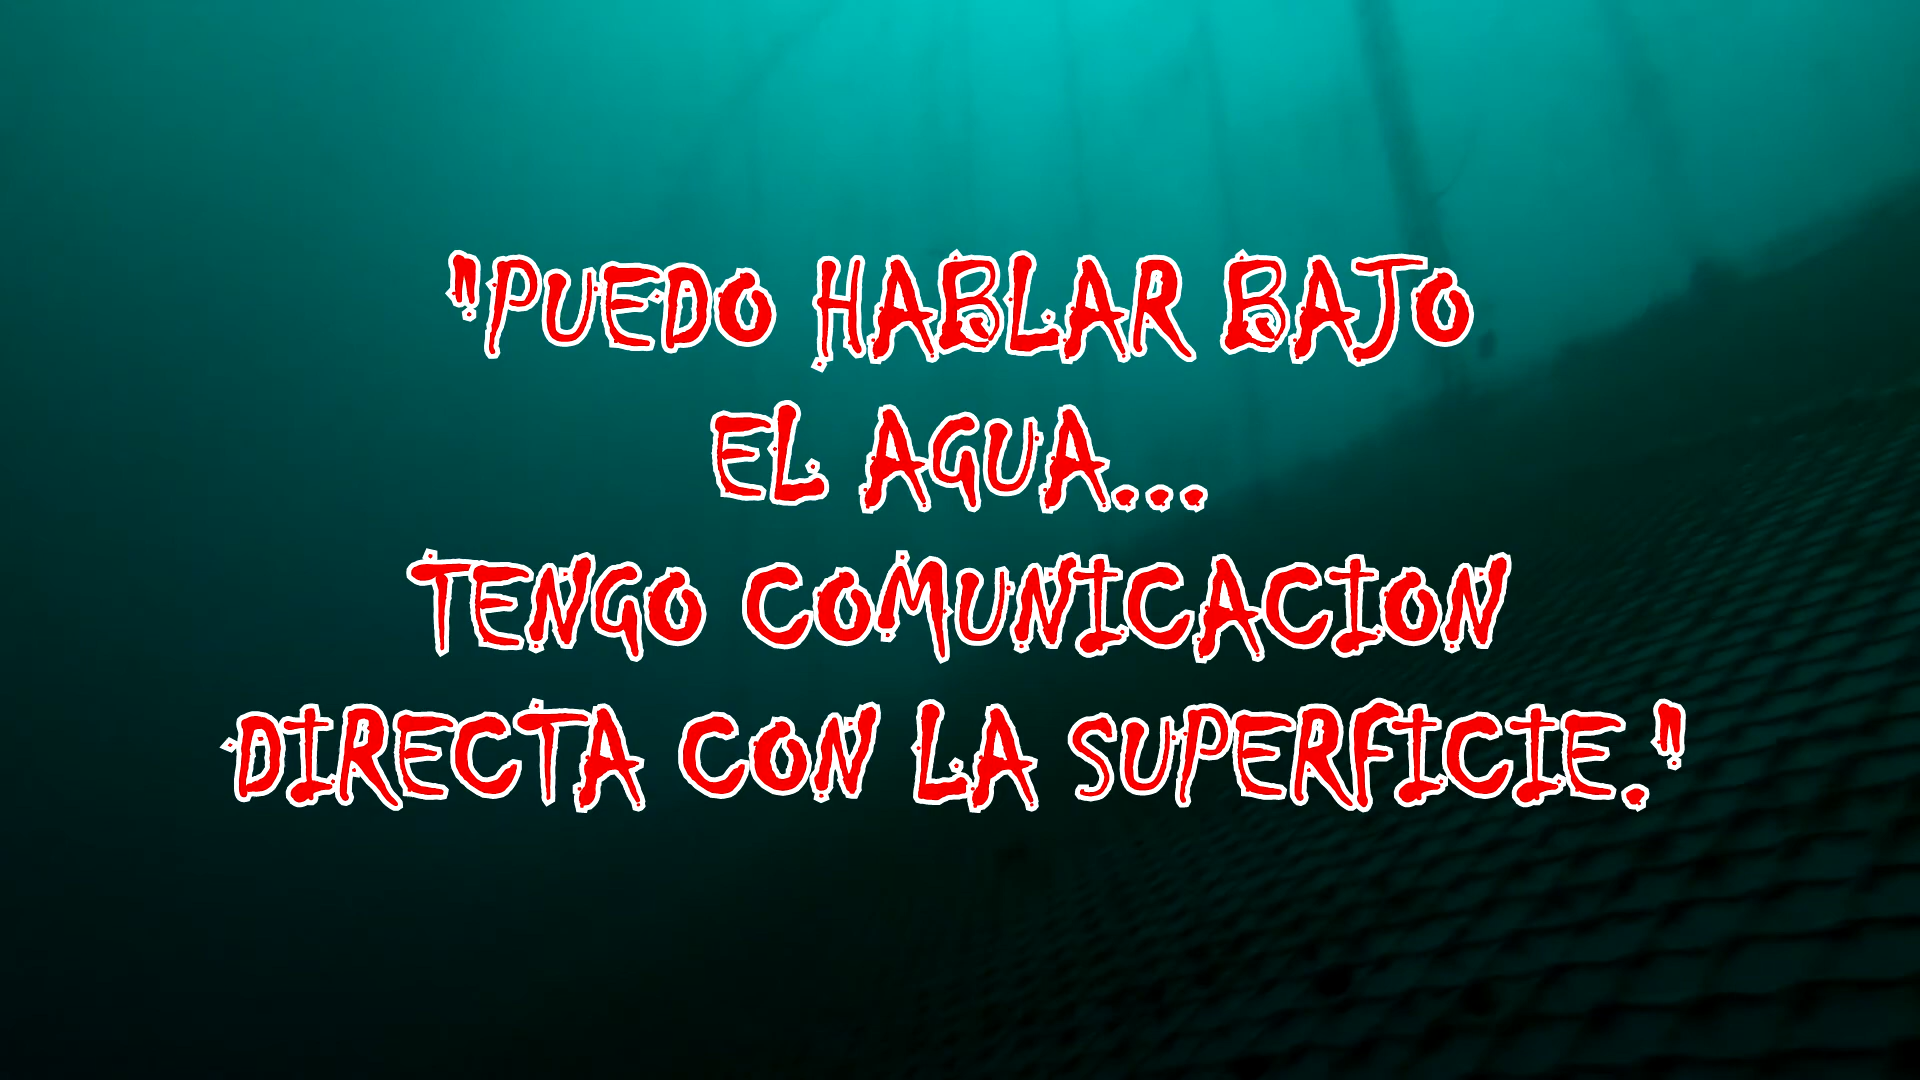 "PUEDO HABLAR BAJO
EL AGUA...
TENGO COMUNICACION
DIRECTA CON LA SUPERFICIE."